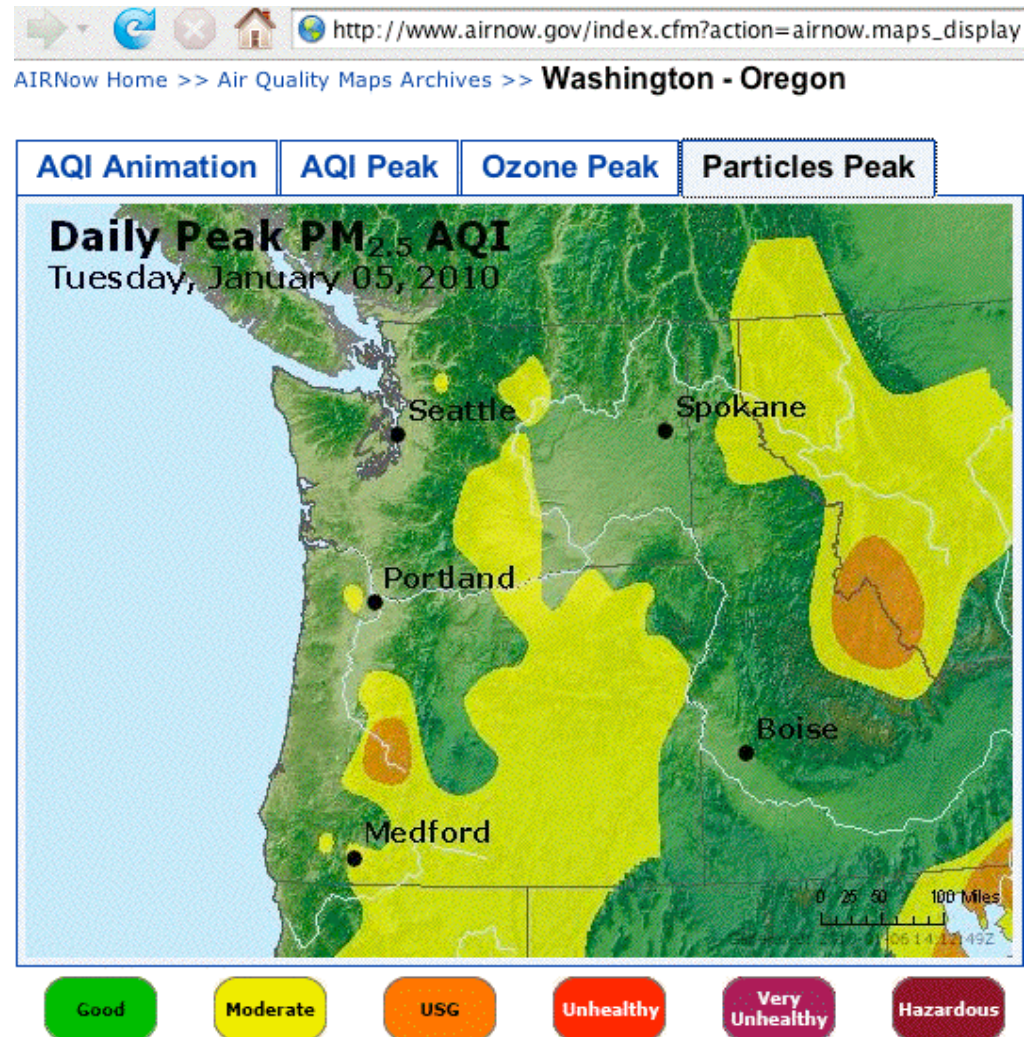 http://www.airnow.gov/index.cfm?action=airnow.maps_display
AIRNow Home >> Air Quality Maps Archives >> Washington - Oregon
AQI Animation
AQI Peak
Ozone Peak
Particles Peak
Daily Peak PM2.5 AQI
Tuesday, January 05, 2010
Seattle
Spokane
Portland
Boise
Medford
0 25 50 100 Miles
Good
Moderate
USG
Unhealthy
Very
Unhealthy
Hazardous